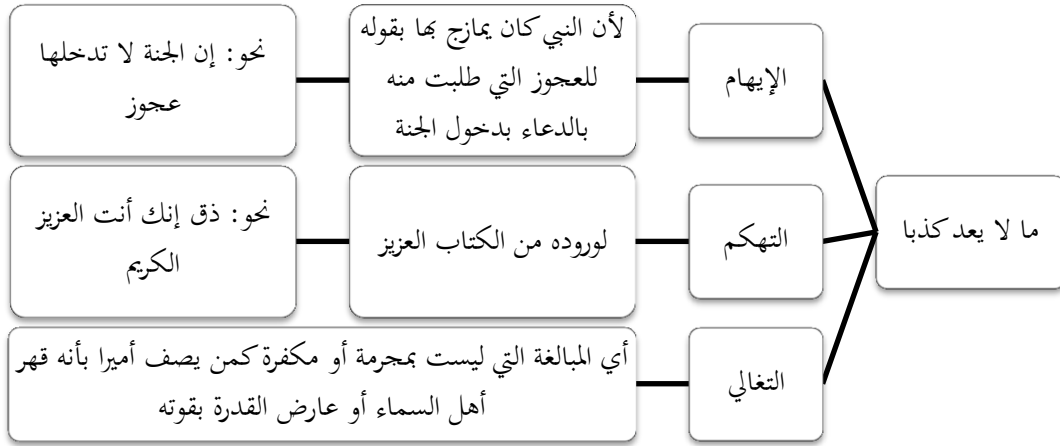 ما لا يعد كذبا
الإيهام
لأن النبي كان يمازح بها بقوله
للعجوز التي طلبت منه
بالدعاء بدخول الجنة
نحو: إن الجنة لا تدخلها
عجوز
التهكم
لوروده من الكتاب العزيز
نحو: ذق إنك أنت العزيز
الكريم
التغالي
أي المبالغة التي ليست بمجرمة أو مكفرة كمن يصف أميرا بأنه قهر
أهل السماء أو عارض القدرة بقوته